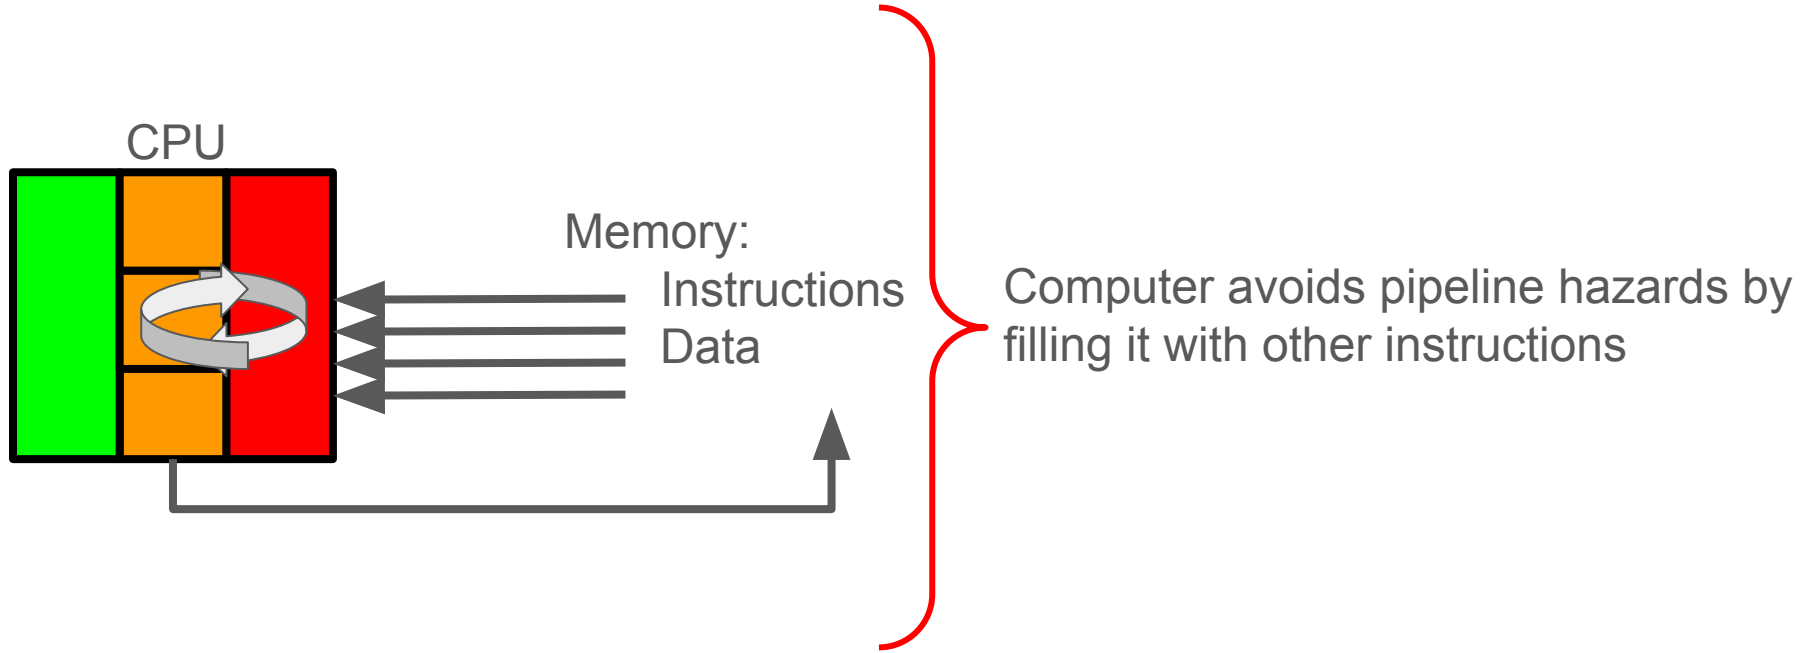 CPU
Memory:
Instructions
Data
Computer avoids pipeline hazards by
filling it with other instructions